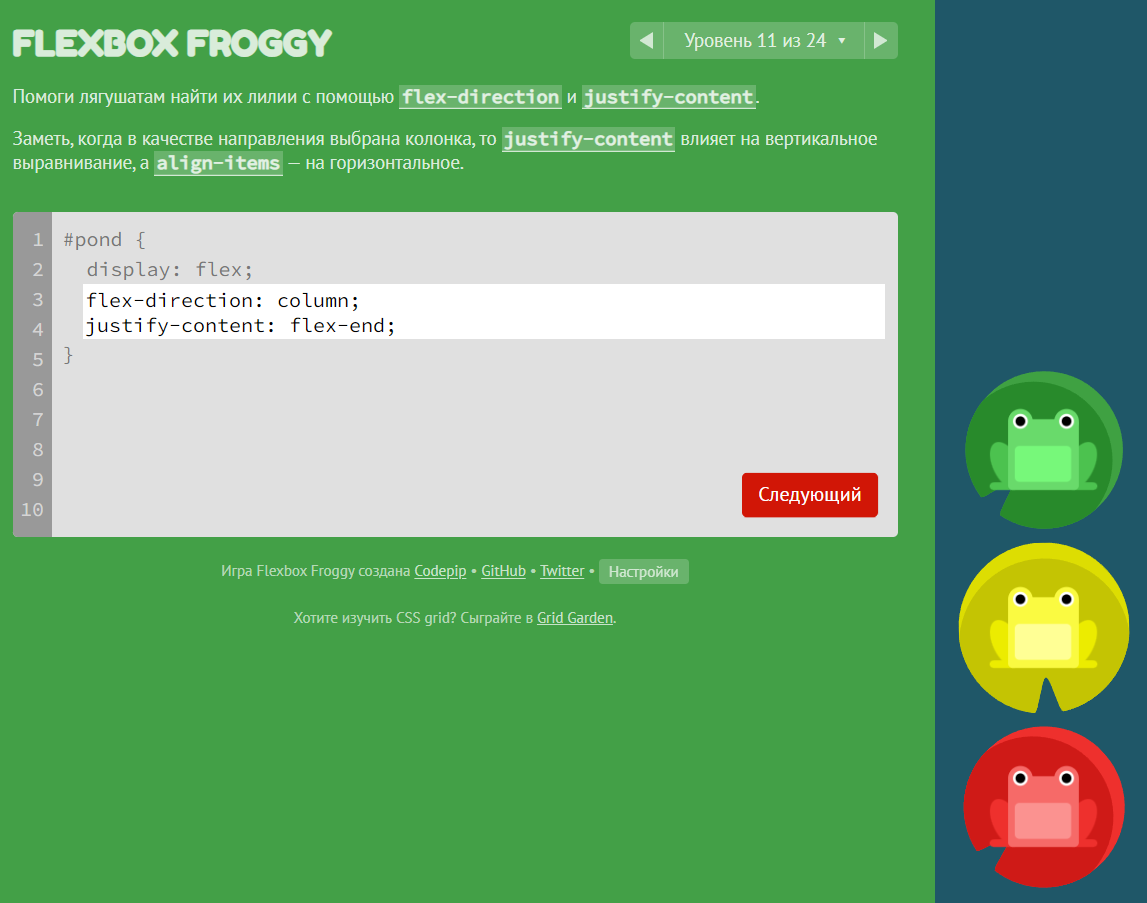 FLEXBOX FROGGY
Уровень 11 из 24
Помоги лягушатам найти их лилии с помощью flex-direction и justify-content.
Заметь, когда в качестве направления выбрана колонка, то justify-content влияет на вертикальное
выравнивание, а align-items — на горизонтальное.
1 #pond {
2 display: flex;
3 flex-direction: column;
4 justify-content: flex-end;
5 }
6
7
8
9
10
Следующий
Игра Flexbox Froggy создана Codepip • GitHub • Twitter • Настройки
Хотите изучить CSS grid? Сыграйте в Grid Garden.